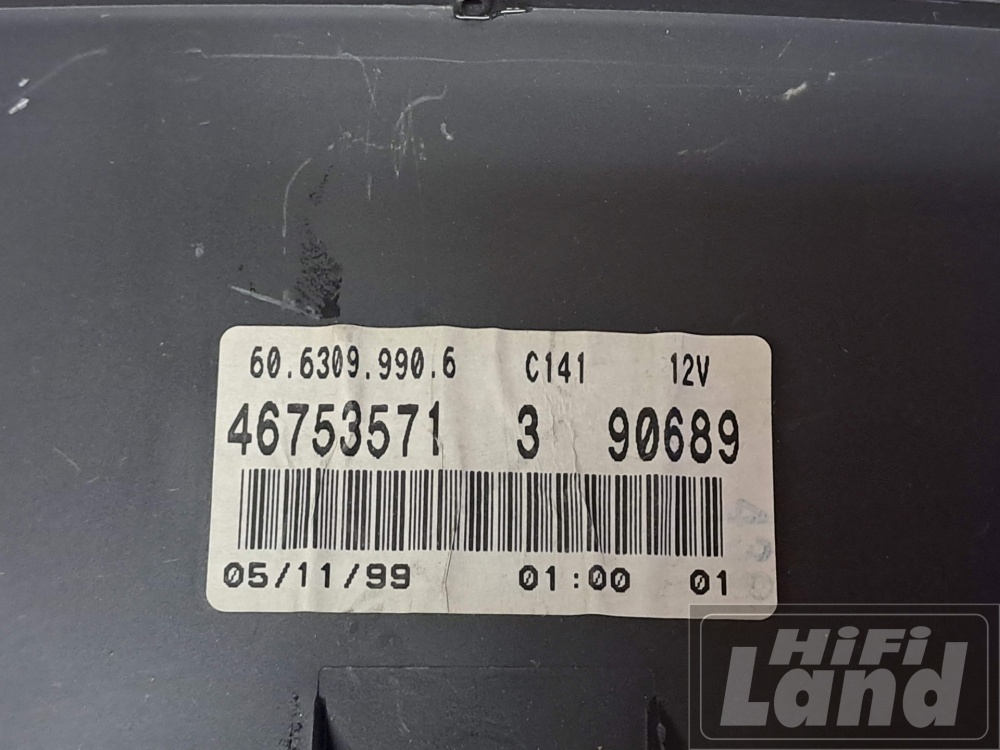 60.6309.990.6 C141 12V
46753571 3 90689
05/11/99 01:00 01
HiFi
Land